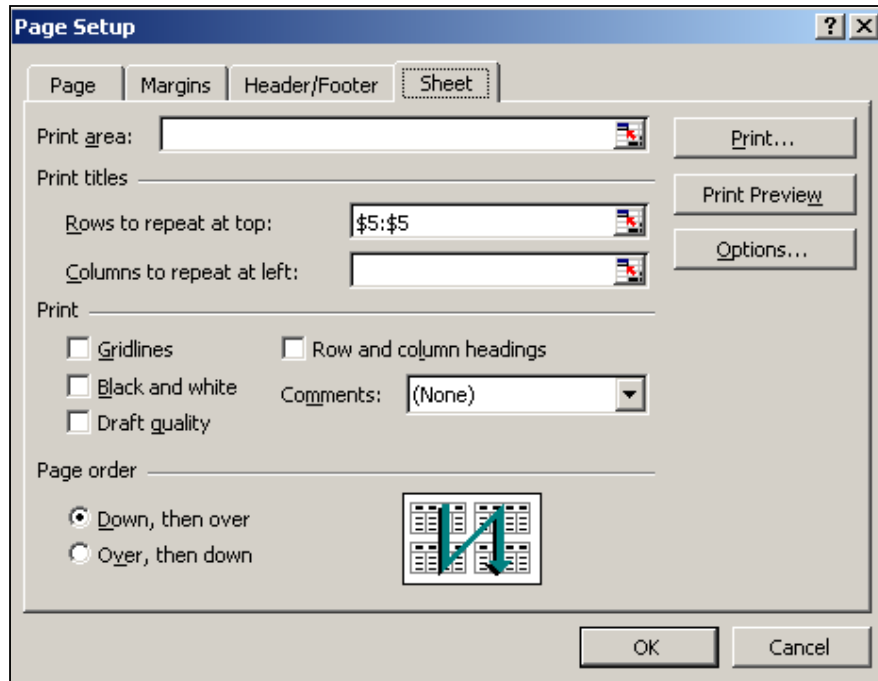 Page Setup
Page Margins Header/Footer Sheet
Print area:
Print...
Print titles
Print Preview
Rows to repeat at top: $5:$5
Options...
Columns to repeat at left:
Print
Gridlines Row and column headings
Black and white Comments: (None)
Draft quality
Page order
Down, then over
Over, then down
OK Cancel